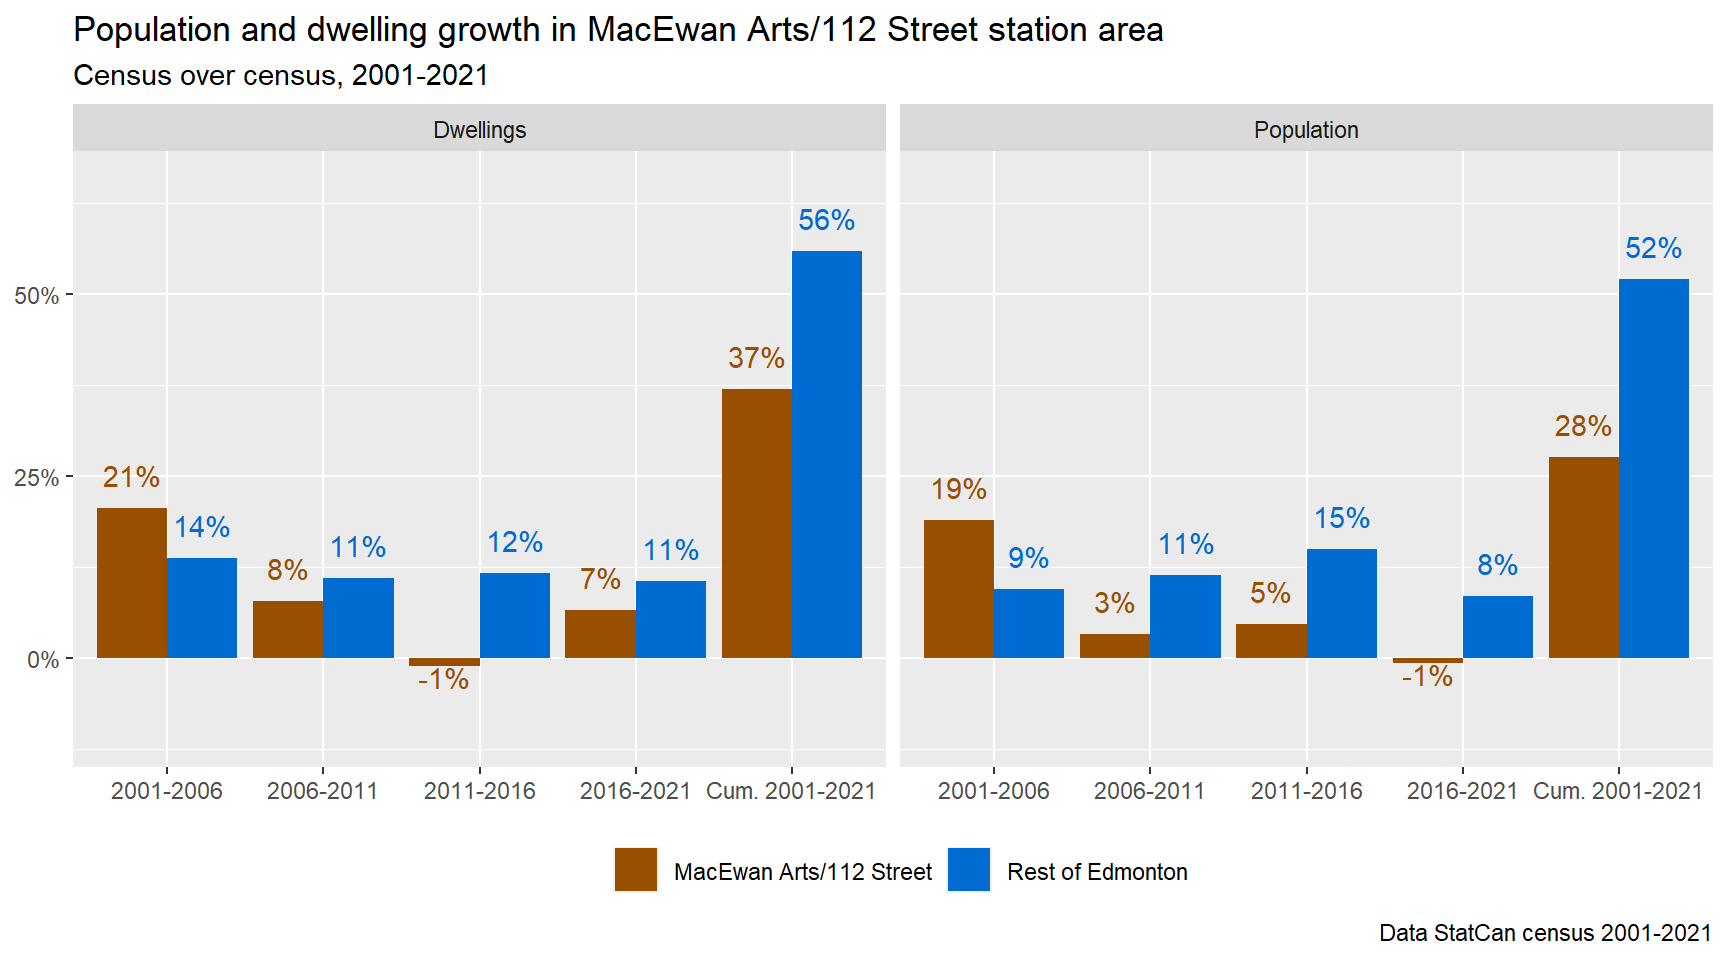 Population and dwelling growth in MacEwan Arts/112 Street station area
Census over census, 2001-2021
Dwellings
Population
56%
52%
50%
37%
28%
25%
21%
14%
8%
11%
12%
7%
11%
19%
9%
3%
11%
5%
15%
8%
0%
-1%
-1%
2001-2006 2006-2011 2011-2016 2016-2021 Cum. 2001-2021
2001-2006 2006-2011 2011-2016 2016-2021 Cum. 2001-2021
MacEwan Arts/112 Street
Rest of Edmonton
Data StatCan census 2001-2021